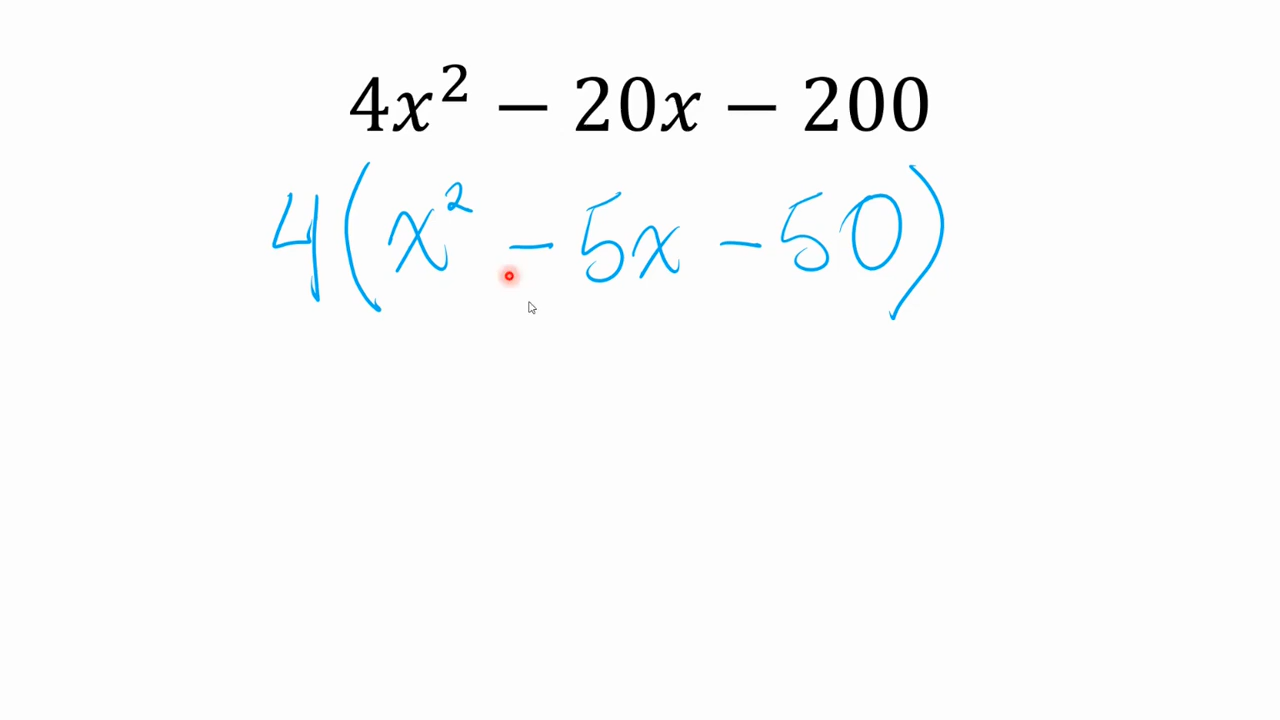 4x² − 20x − 200
4(x² − 5x − 50)